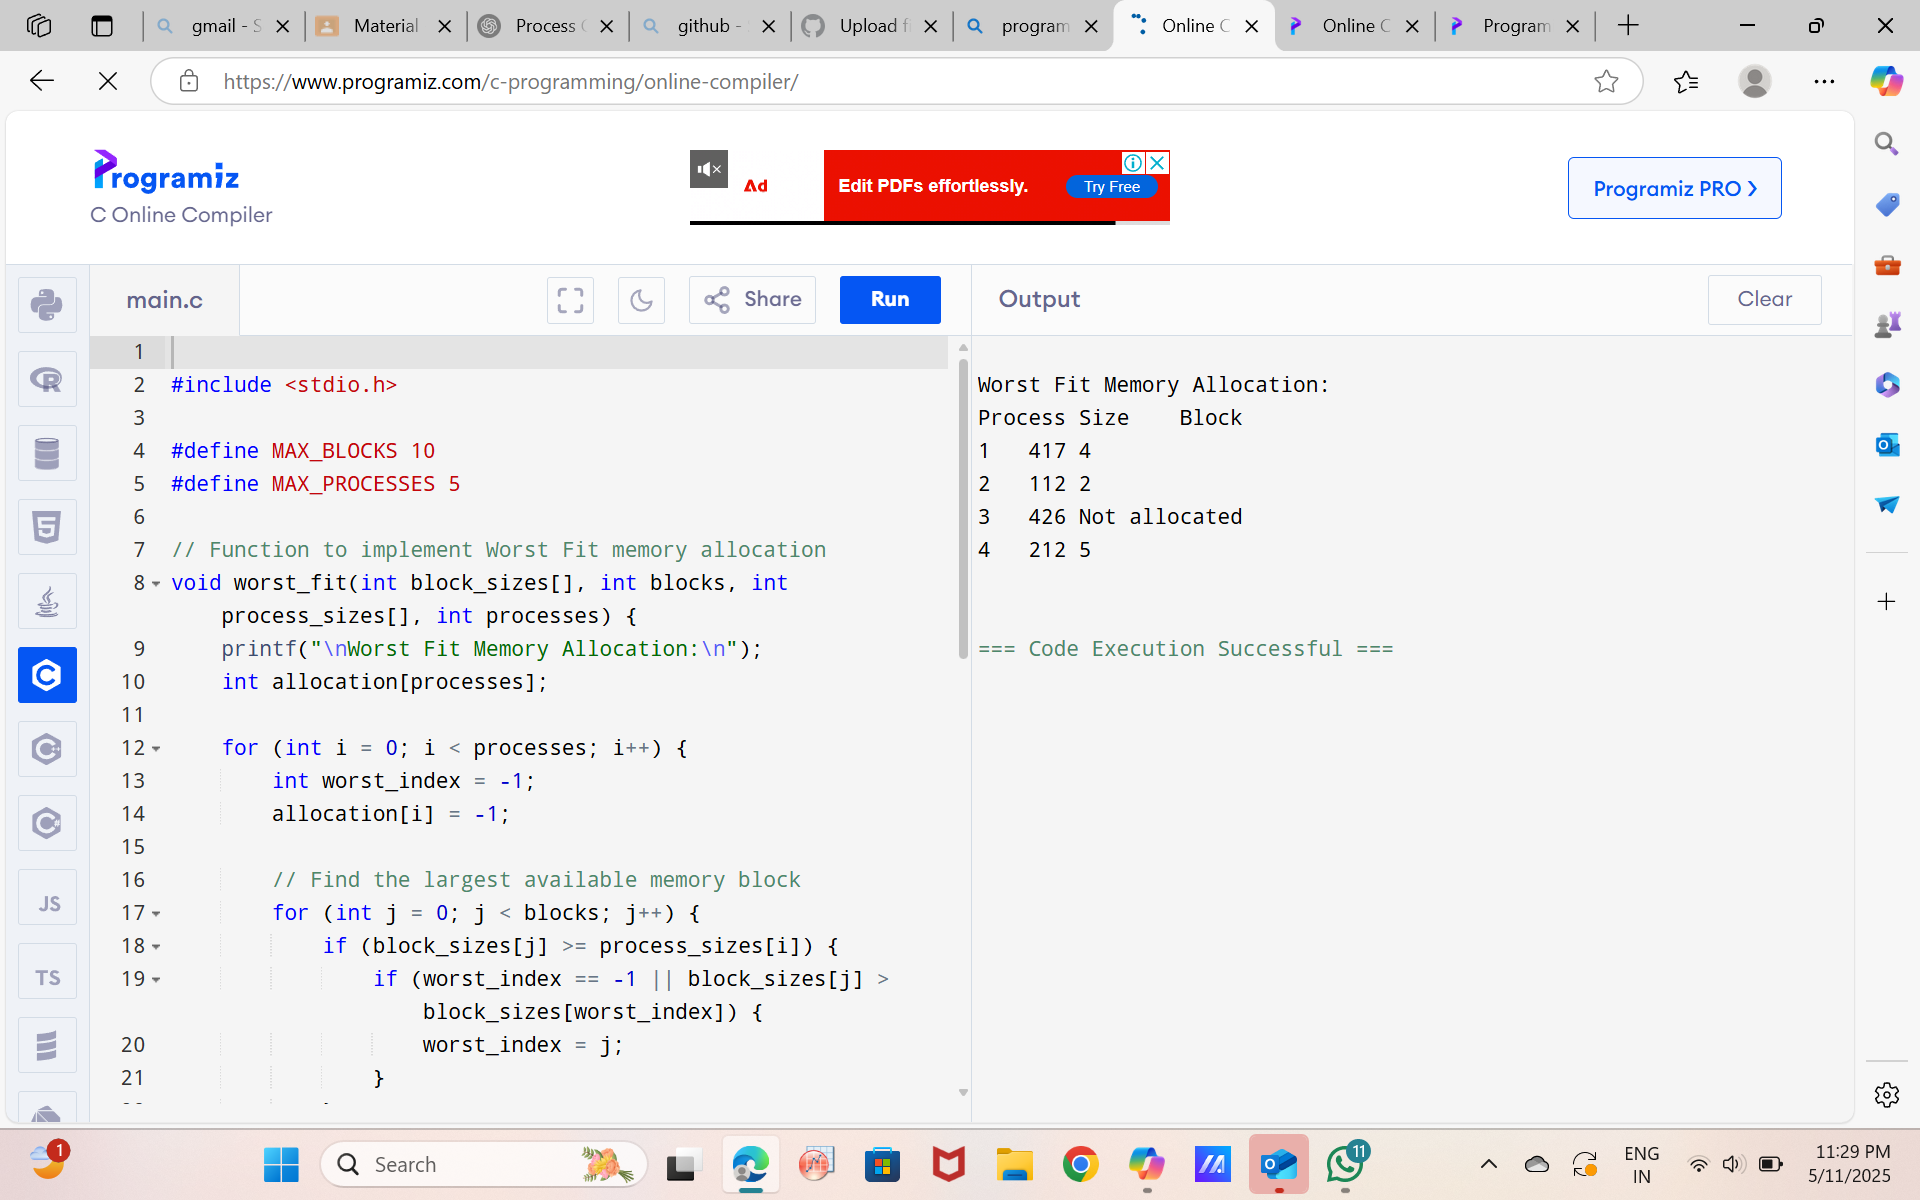 gmail - S
Material
Process
github -
Upload f
program
Online C
Online C
Program
https://www.programiz.com/c-programming/online-compiler/
Programiz
C Online Compiler
Ad
Edit PDFs effortlessly.
Try Free
Programiz PRO
main.c
Share
Run
Output
Clear
1
2 #include <stdio.h>
3
4 #define MAX_BLOCKS 10
5 #define MAX_PROCESSES 5
6
7 // Function to implement Worst Fit memory allocation
8 void worst_fit(int block_sizes[], int blocks, int
process_sizes[], int processes) {
9 printf("\nWorst Fit Memory Allocation:\n");
10 int allocation[processes];
11
12 for (int i = 0; i < processes; i++) {
13 int worst_index = -1;
14 allocation[i] = -1;
15
16 // Find the largest available memory block
17 for (int j = 0; j < blocks; j++) {
18 if (block_sizes[j] >= process_sizes[i]) {
19 if (worst_index == -1 || block_sizes[j] >
block_sizes[worst_index]) {
20 worst_index = j;
21 }
Worst Fit Memory Allocation:
Process Size Block
1 417 4
2 112 2
3 426 Not allocated
4 212 5
=== Code Execution Successful ===
JS
TS
1
Search
11
ENG
IN
11:29 PM
5/11/2025